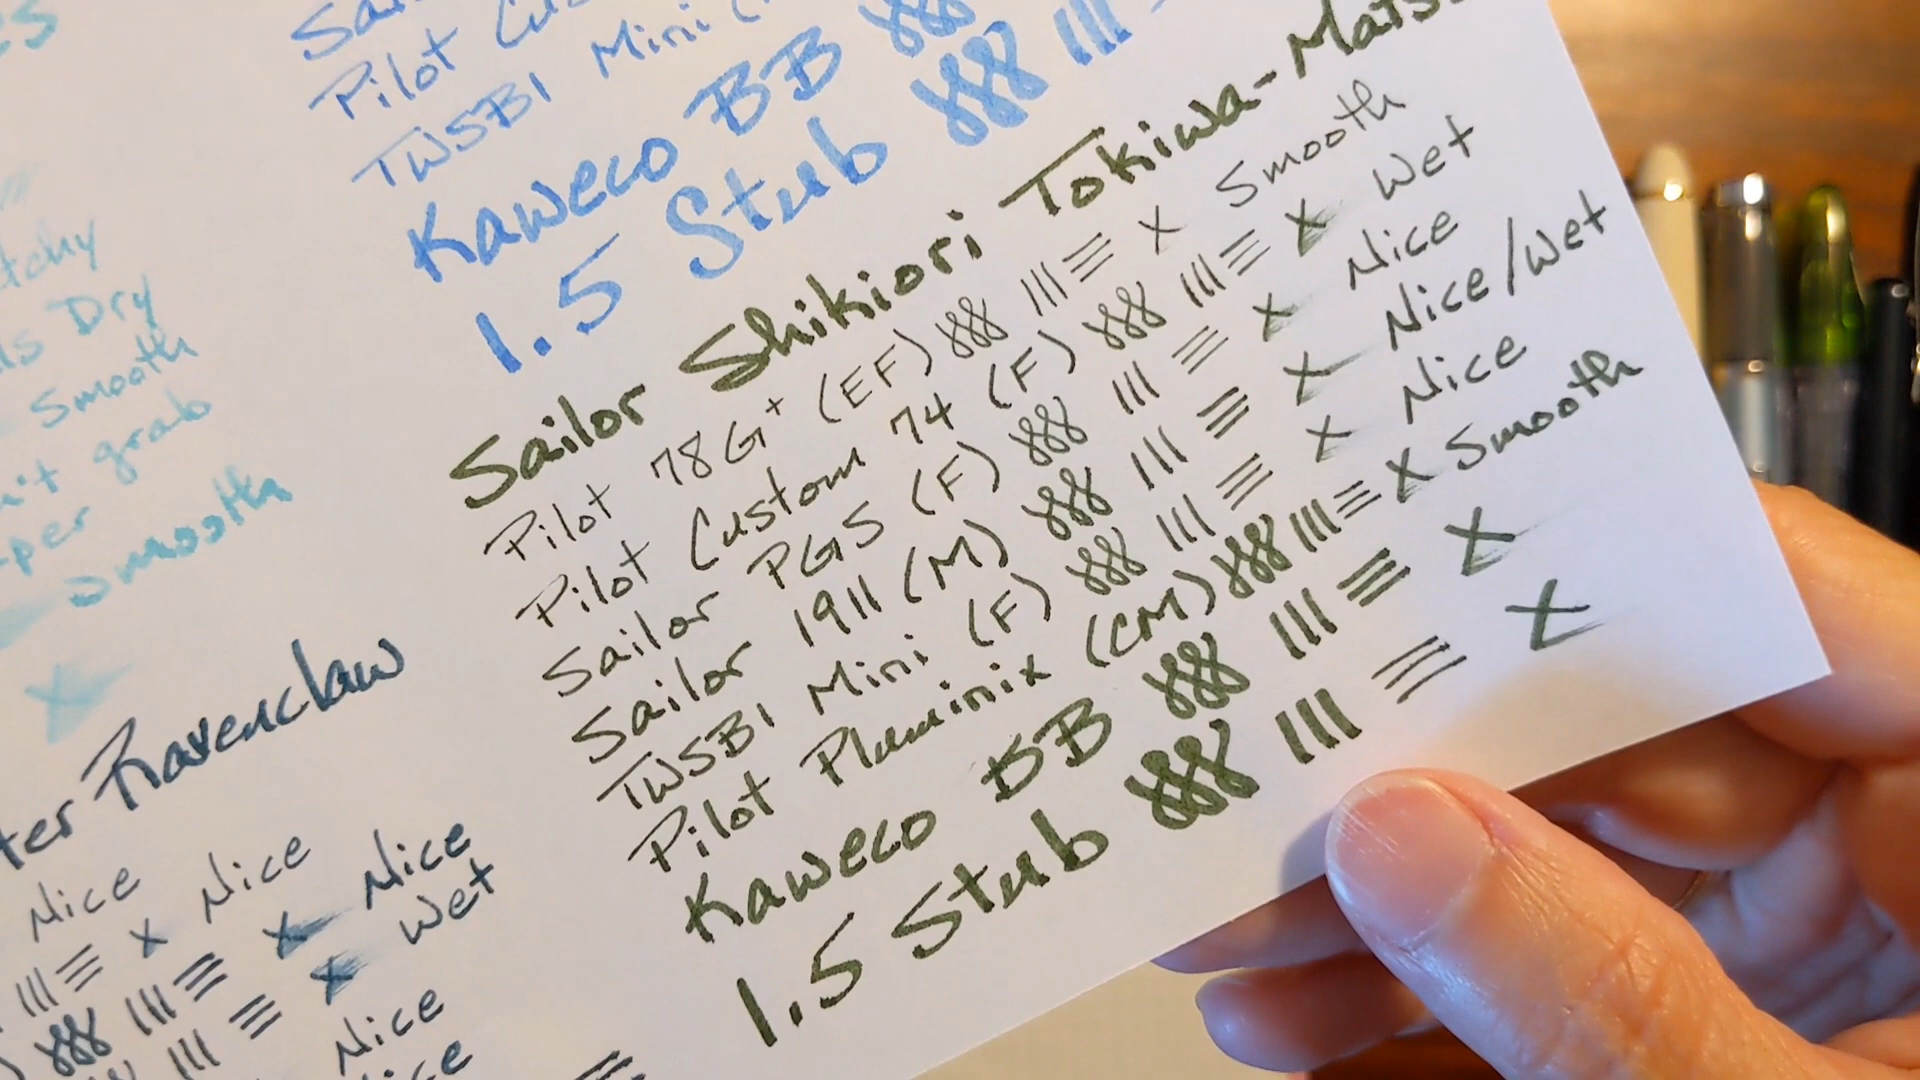 Pilot
TWSBI Mini
Kaweco BB
1.5 Stub
Dry
Smooth
grab
smooth
Sailor Shikiori Tokiwa-Mats
Pilot 78G+ (EF) Smooth
Pilot Custom 74 (F) Wet
Sailor PGS (F) Nice
Sailor 1911 (M) Nice/Wet
TWSBI Mini (F) Nice
Pilot Pluminix (CM) Smooth
Kaweco BB
1.5 Stub
Ravenclaw
Nice
Nice
Nice
Wet
Nice